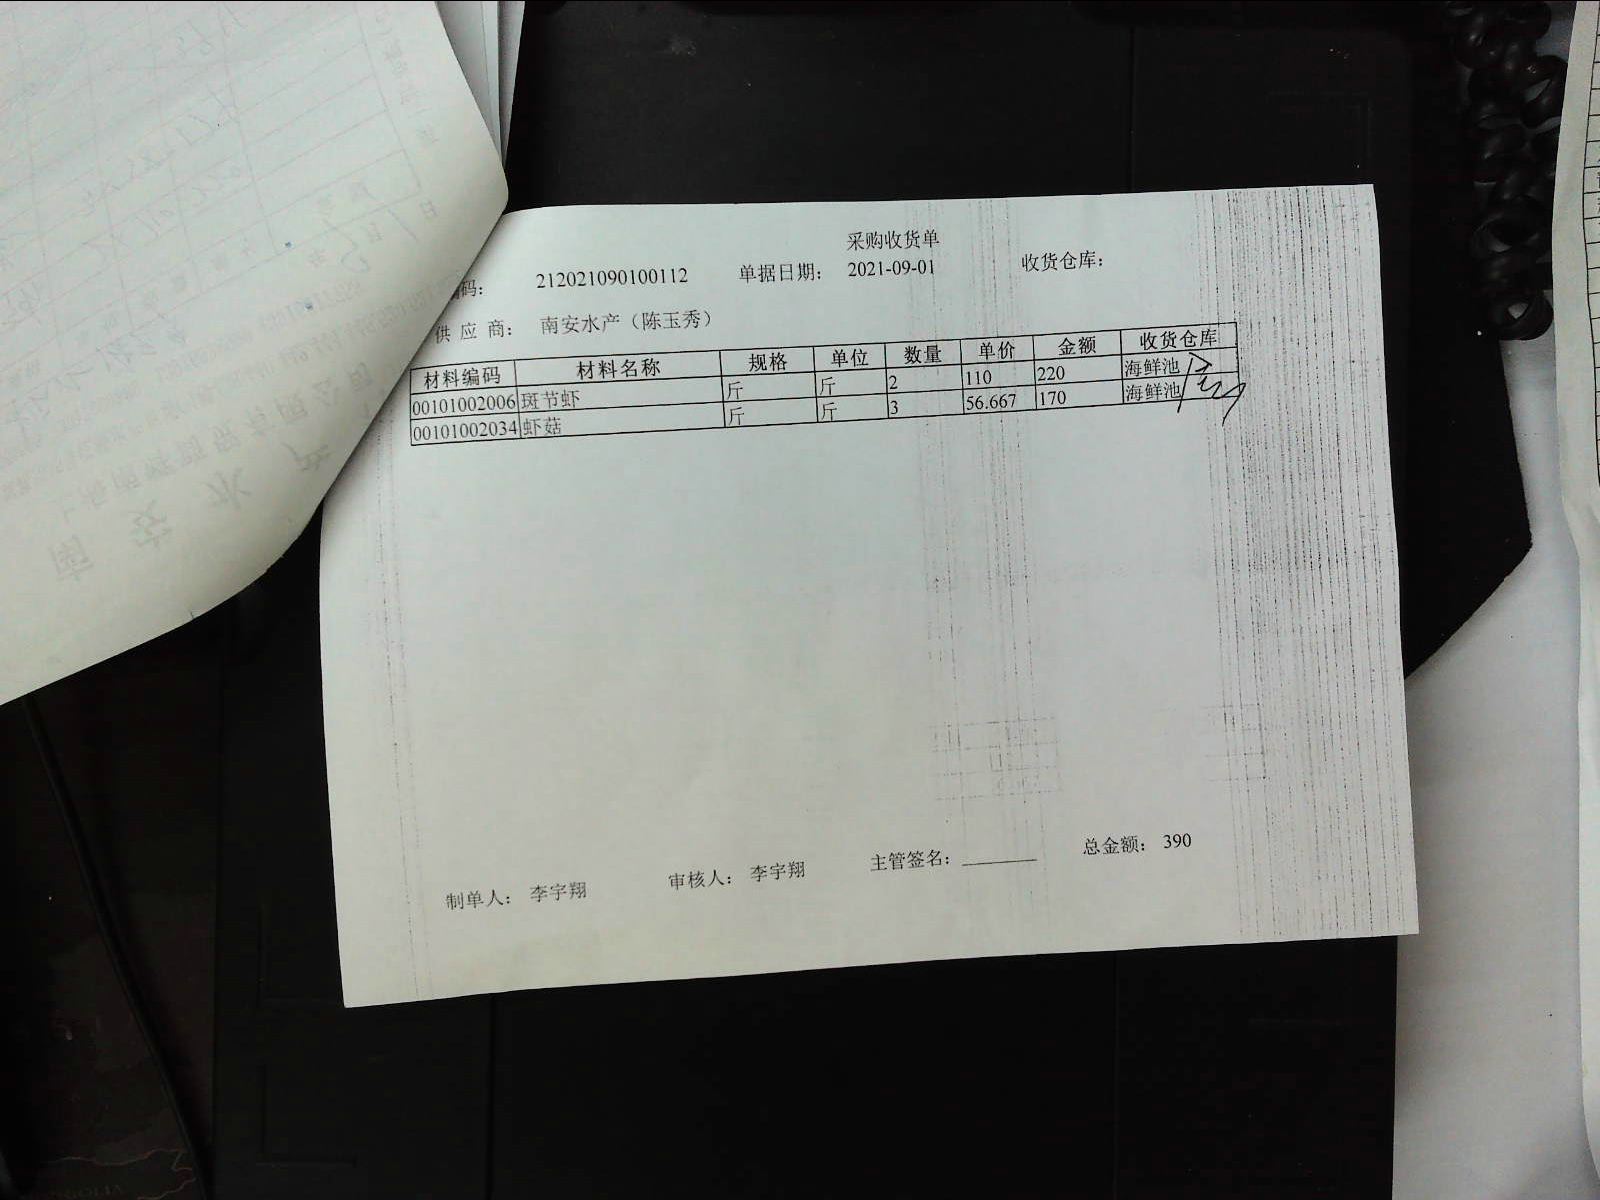 采购收货单
码： 212021090100112 单据日期： 2021-09-01 收货仓库：
供 应 商： 南安水产（陈玉秀）
材料编码 材料名称 规格 单位 数量 单价 金额 收货仓库
00101002006 斑节虾 斤 斤 2 110 220 海鲜池
00101002034 虾菇 斤 斤 3 56.667 170 海鲜池
制单人： 李宇翔 审核人： 李宇翔 主管签名： 总金额： 390